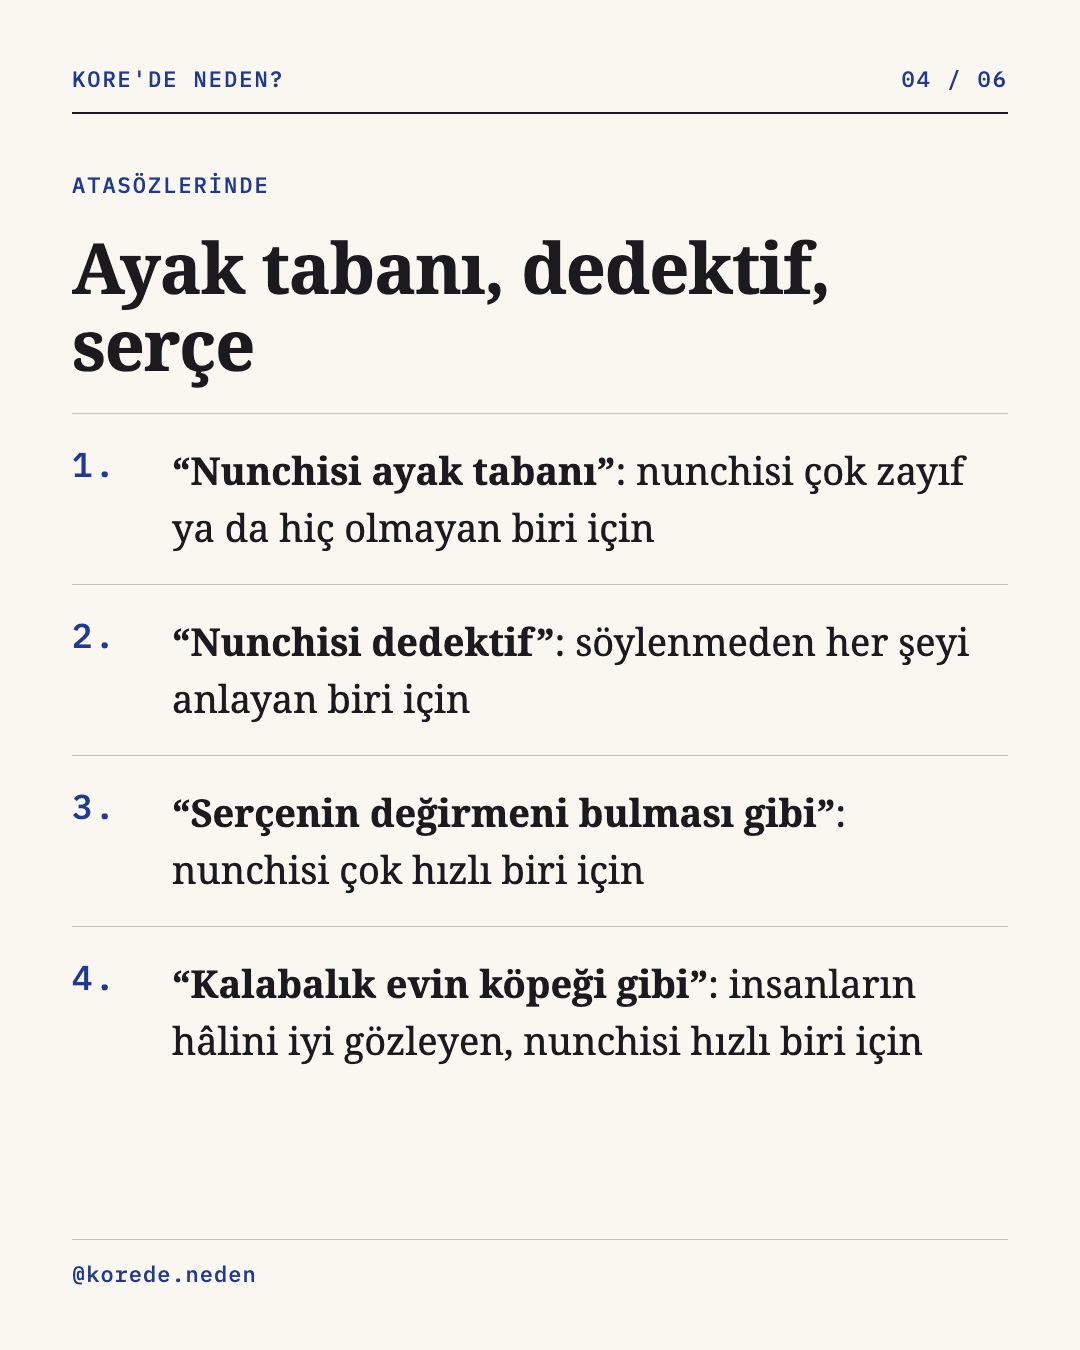 KORE'DE NEDEN?
04 / 06
ATASÖZLERİNDE
Ayak tabanı, dedektif,
serçe
1. “Nunchisi ayak tabanı”: nunchisi çok zayıf
ya da hiç olmayan biri için
2. “Nunchisi dedektif”: söylenmeden her şeyi
anlayan biri için
3. “Serçenin değirmeni bulması gibi”:
nunchisi çok hızlı biri için
4. “Kalabalık evin köpeği gibi”: insanların
hâlini iyi gözleyen, nunchisi hızlı biri için
@korede.neden